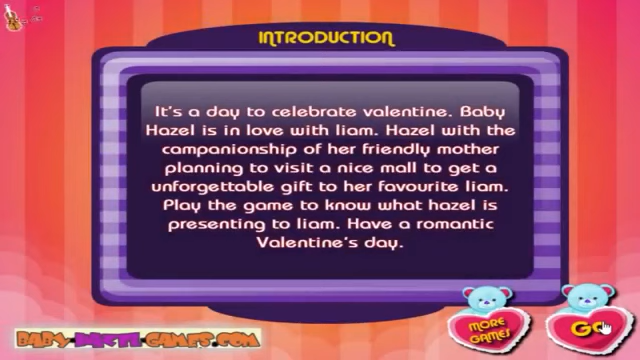 INTRODUCTION
It's a day to celebrate valentine. Baby
Hazel is in love with liam. Hazel with the
campanionship of her friendly mother
planning to visit a nice mall to get a
unforgettable gift to her favourite liam.
Play the game to know what hazel is
presenting to liam. Have a romantic
Valentine's day.
MORE
GAMES
GO
BABY-DIRTY-GAMES.COM